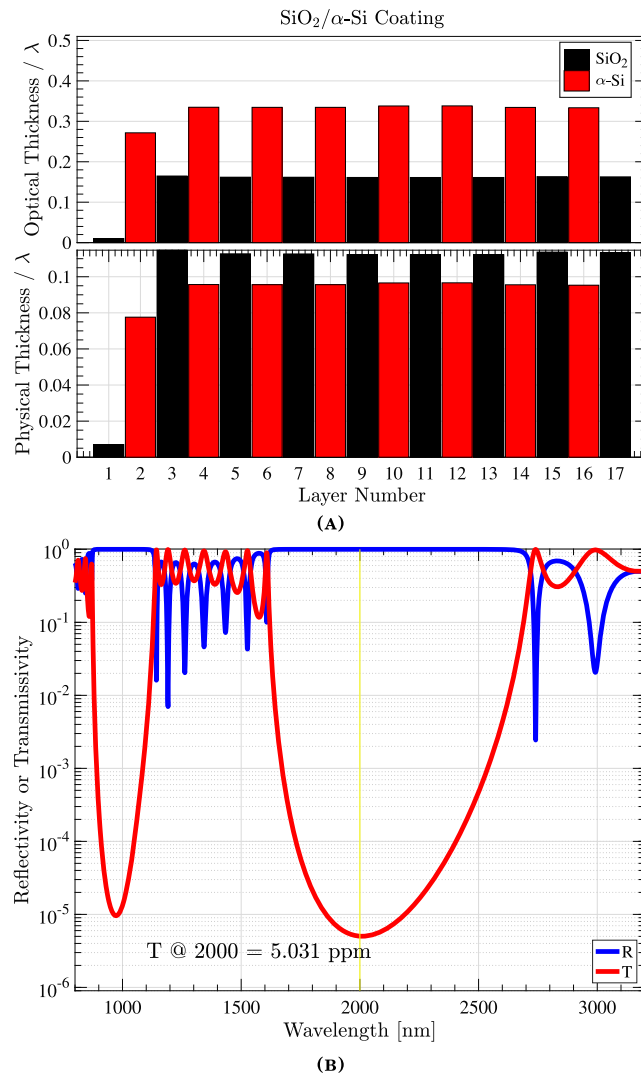 SiO₂/α-Si Coating
Optical Thickness / λ
0.5
0.4
0.3
0.2
0.1
0
SiO₂
α-Si
Physical Thickness / λ
0.1
0.08
0.06
0.04
0.02
0
1 2 3 4 5 6 7 8 9 10 11 12 13 14 15 16 17
Layer Number
(A)
Reflectivity or Transmissivity
10⁰
10⁻¹
10⁻²
10⁻³
10⁻⁴
10⁻⁵
10⁻⁶
T @ 2000 = 5.031 ppm
R
T
1000 1500 2000 2500 3000
Wavelength [nm]
(B)